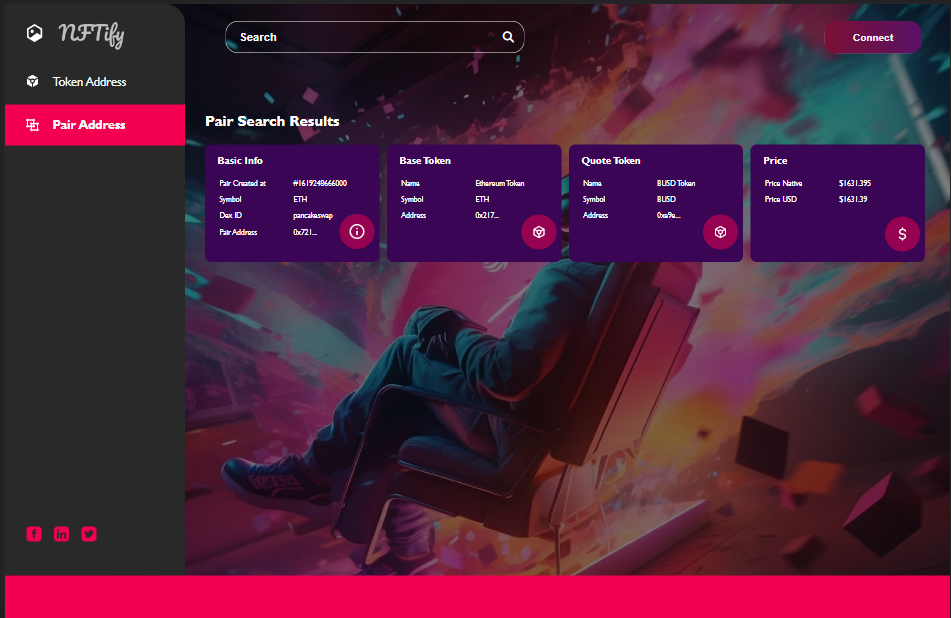 NFTify
Search
Connect
Token Address
Pair Address
Pair Search Results
Basic Info
Pair Created at #1619248666000
Symbol ETH
Dex ID pancakeswap
Pair Address 0x721...
Base Token
Name Ethereum Token
Symbol ETH
Address 0x217...
Quote Token
Name BUSD Token
Symbol BUSD
Address 0xe9e...
Price
Price Native $1631.395
Price USD $1631.39